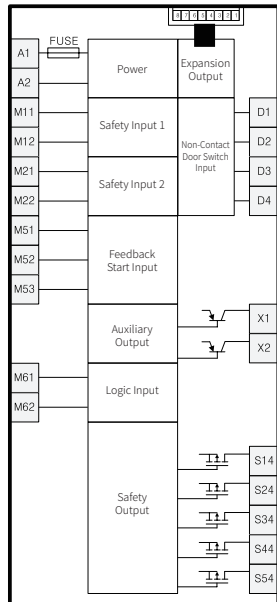 8 7 6 5 4 3 2 1
FUSE
A1
A2
Power
Expansion
Output
M11
M12
Safety Input 1
M21
M22
Safety Input 2
Non-Contact
Door Switch
Input
D1
D2
D3
D4
M51
M52
M53
Feedback
Start Input
Auxiliary
Output
X1
X2
M61
M62
Logic Input
Safety
Output
S14
S24
S34
S44
S54